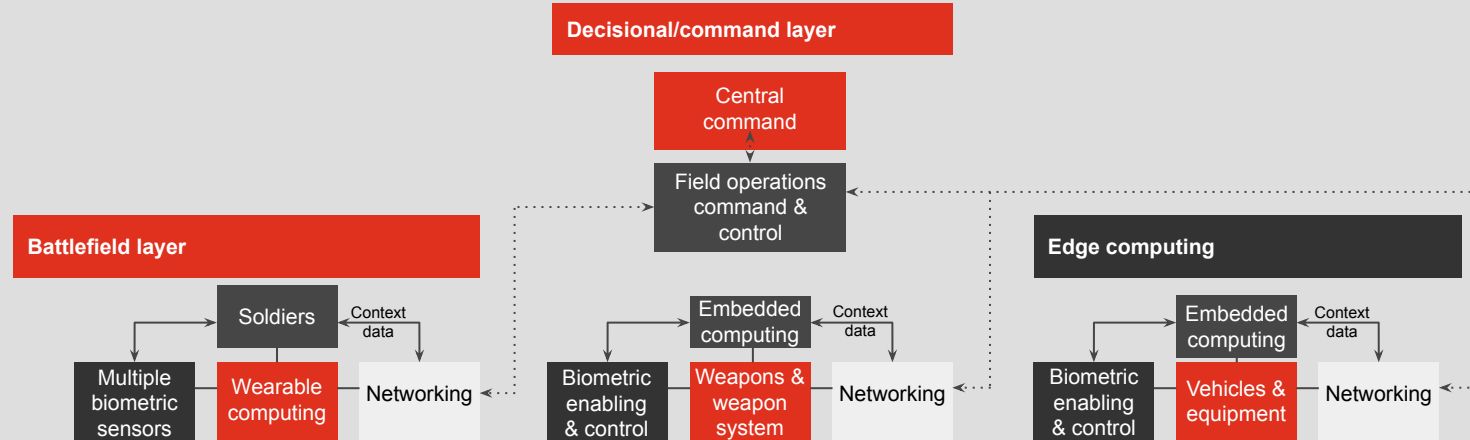 Decisional/command layer
Central
command
Field operations
command &
control
Battlefield layer
Edge computing
Soldiers
Context
data
Multiple
biometric
sensors
Wearable
computing
Networking
Embedded
computing
Context
data
Biometric
enabling
& control
Weapons &
weapon
system
Networking
Embedded
computing
Context
data
Biometric
enabling
& control
Vehicles &
equipment
Networking